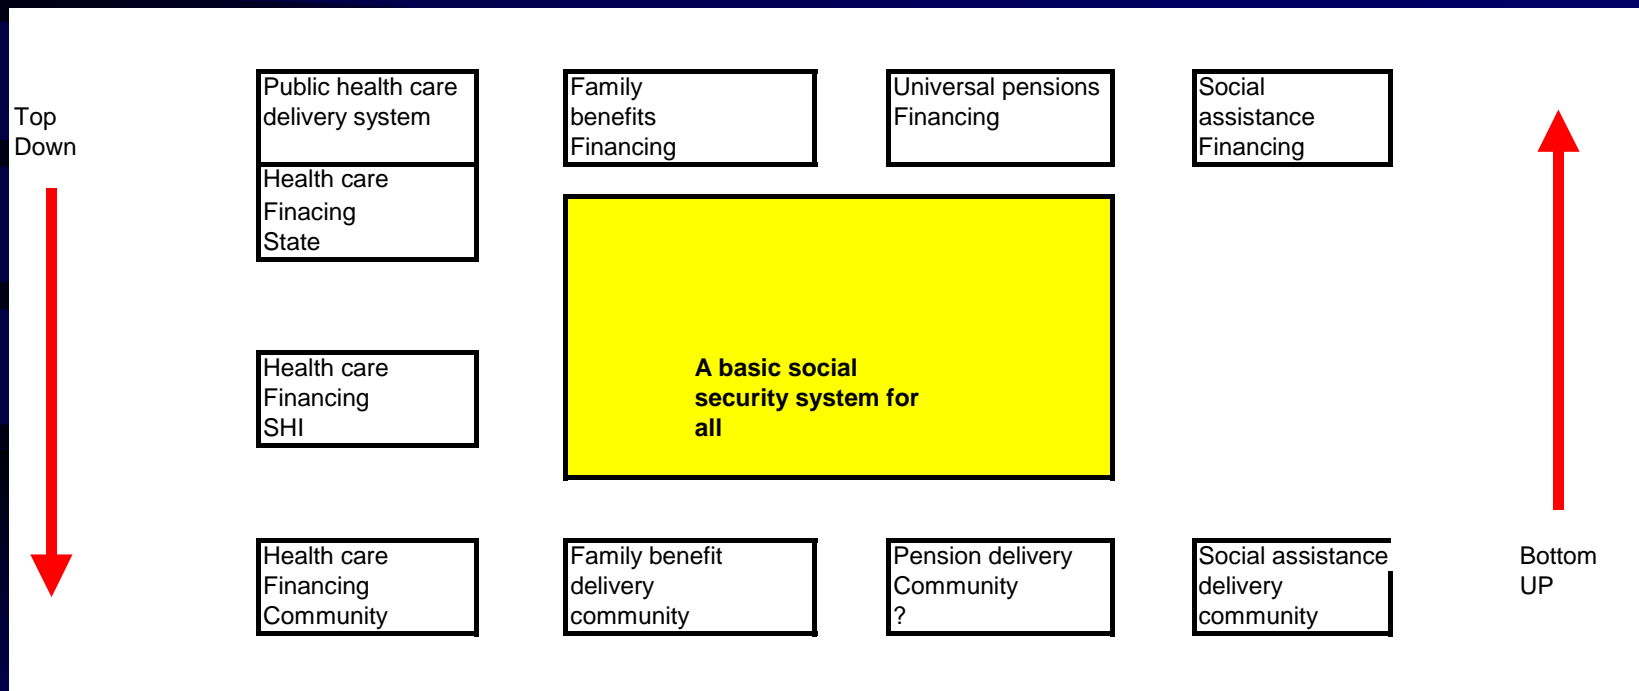 Top
Down
Public health care
delivery system
Health care
Finacing
State
Family
benefits
Financing
Universal pensions
Financing
Social
assistance
Financing
Health care
Financing
SHI
A basic social
security system for
all
Health care
Financing
Community
Family benefit
delivery
community
Pension delivery
Community
?
Social assistance
delivery
community
Bottom
UP